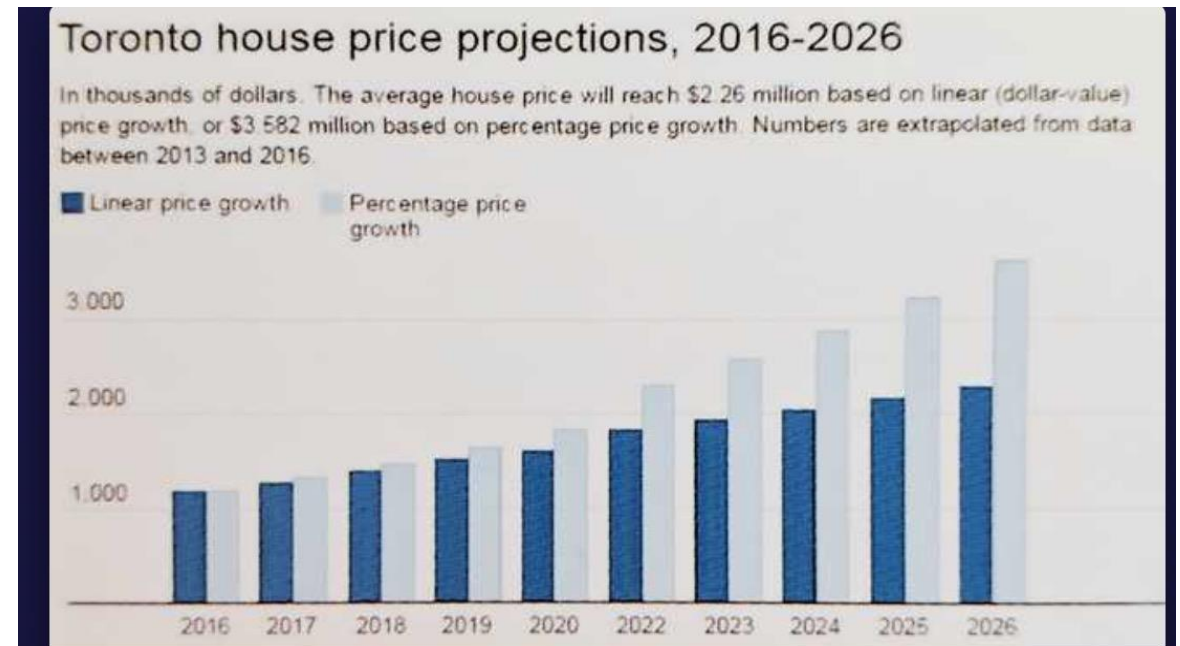 Toronto house price projections, 2016-2026
In thousands of dollars. The average house price will reach $2.26 million based on linear (dollar-value)
price growth, or $3.582 million based on percentage price growth. Numbers are extrapolated from data
between 2013 and 2016.
Linear price growth
Percentage price
growth
3.000
2.000
1.000
2016 2017 2018 2019 2020 2022 2023 2024 2025 2026